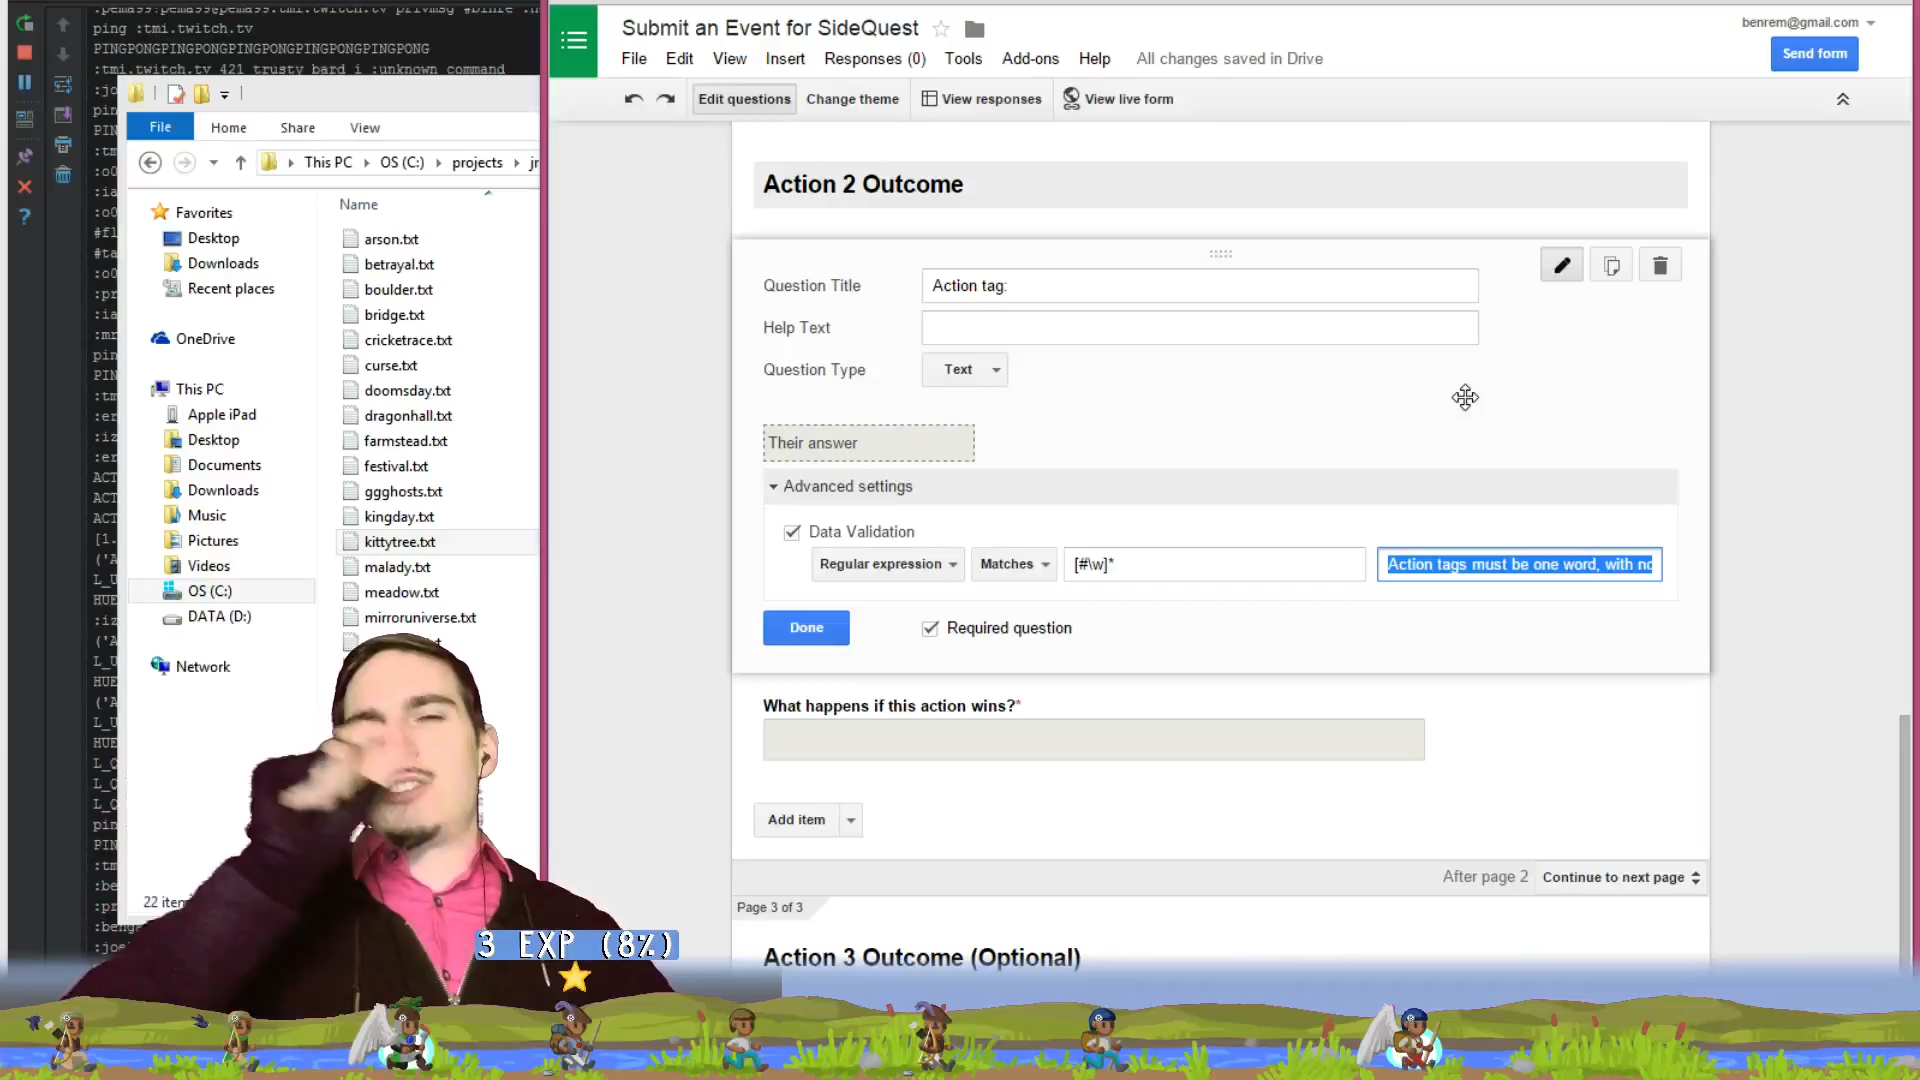 ping :tmi.twitch.tv
PINGPONGPINGPONGPINGPONGPINGPONGPINGPONG
:tmi.twitch.tv 421 trusty_bard_i :unknown command
File Home Share View
This PC OS (C:) projects
Name
Favorites
Desktop
Downloads
Recent places
OneDrive
This PC
Apple iPad
Desktop
Documents
Downloads
Music
Pictures
Videos
OS (C:)
DATA (D:)
Network
arson.txt
betrayal.txt
boulder.txt
bridge.txt
cricketrace.txt
curse.txt
doomsday.txt
dragonhall.txt
farmstead.txt
festival.txt
ggghosts.txt
kingday.txt
kittytree.txt
malady.txt
meadow.txt
mirroruniverse.txt
Submit an Event for SideQuest
benrem@gmail.com
File Edit View Insert Responses (0) Tools Add-ons Help All changes saved in Drive
Send form
Edit questions Change theme View responses View live form
Action 2 Outcome
Question Title Action tag:
Help Text
Question Type Text
Their answer
Advanced settings
Data Validation
Regular expression Matches [#\w]* Action tags must be one word, with no
Done Required question
What happens if this action wins?*
Add item
After page 2 Continue to next page
Page 3 of 3
Action 3 Outcome (Optional)
3 EXP (8%)